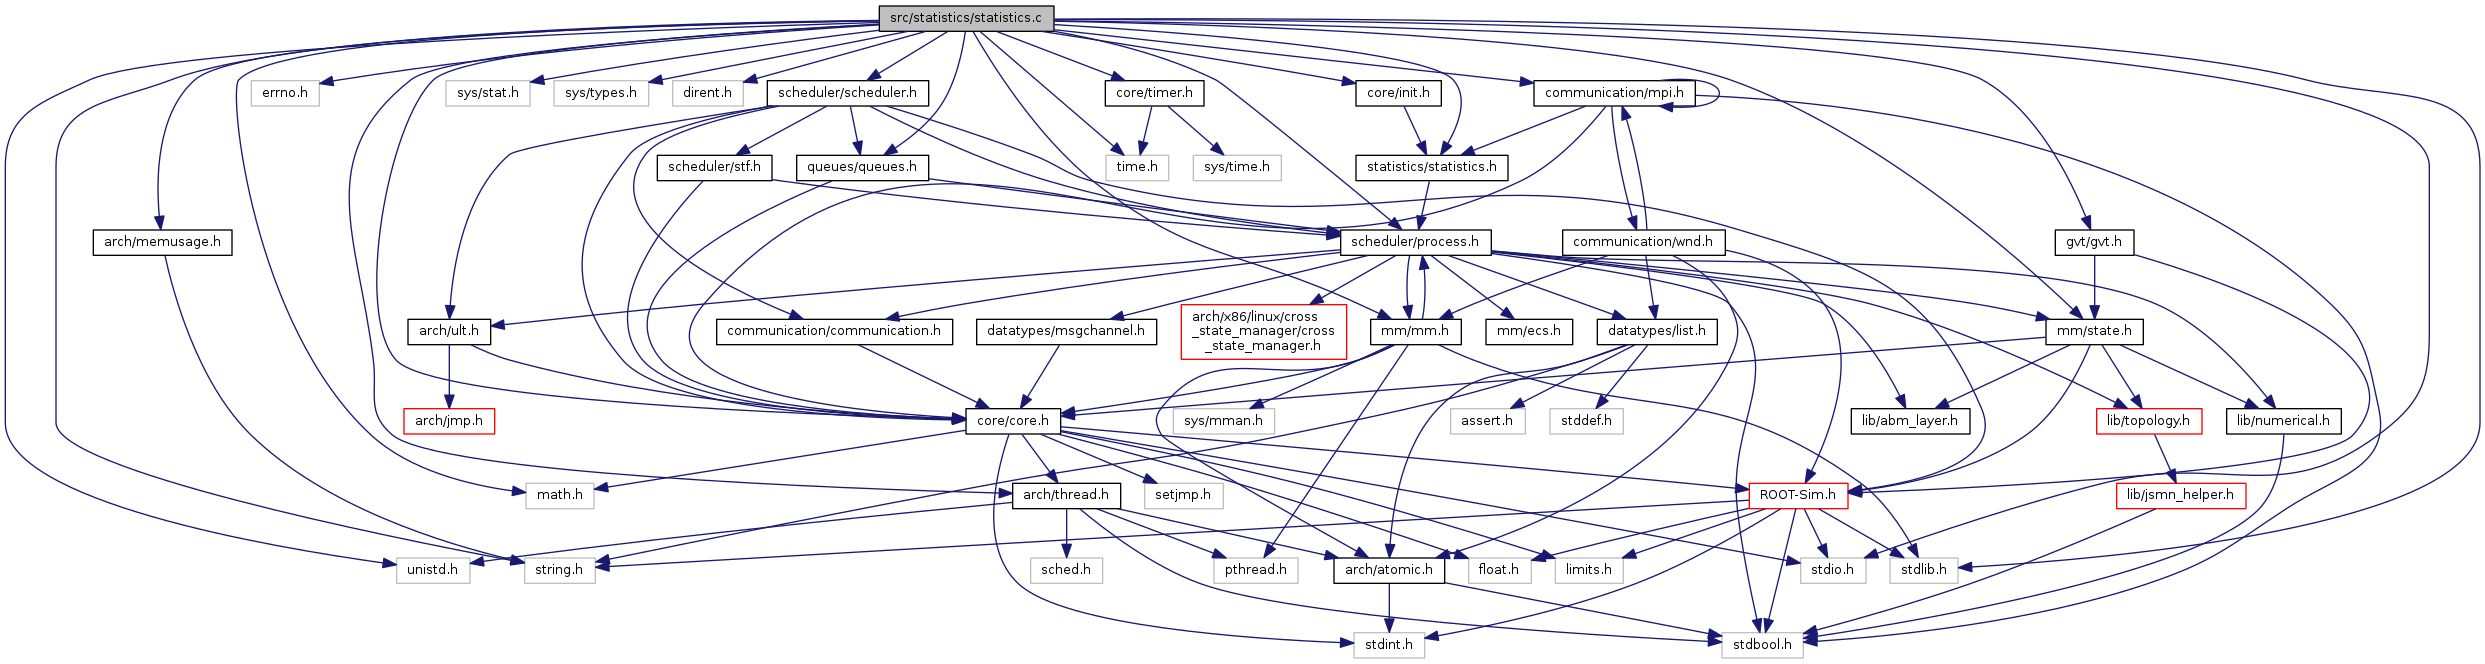 src/statistics/statistics.c
errno.h
sys/stat.h
sys/types.h
dirent.h
scheduler/scheduler.h
core/timer.h
core/init.h
communication/mpi.h
scheduler/stf.h
queues/queues.h
time.h
sys/time.h
statistics/statistics.h
arch/memusage.h
scheduler/process.h
communication/wnd.h
gvt/gvt.h
arch/ult.h
communication/communication.h
datatypes/msgchannel.h
arch/x86/linux/cross
_state_manager/cross
_state_manager.h
mm/mm.h
mm/ecs.h
datatypes/list.h
mm/state.h
arch/jmp.h
core/core.h
sys/mman.h
assert.h
stddef.h
lib/abm_layer.h
lib/topology.h
lib/numerical.h
math.h
arch/thread.h
setjmp.h
ROOT-Sim.h
lib/jsmn_helper.h
unistd.h
string.h
sched.h
pthread.h
arch/atomic.h
float.h
limits.h
stdio.h
stdlib.h
stdint.h
stdbool.h